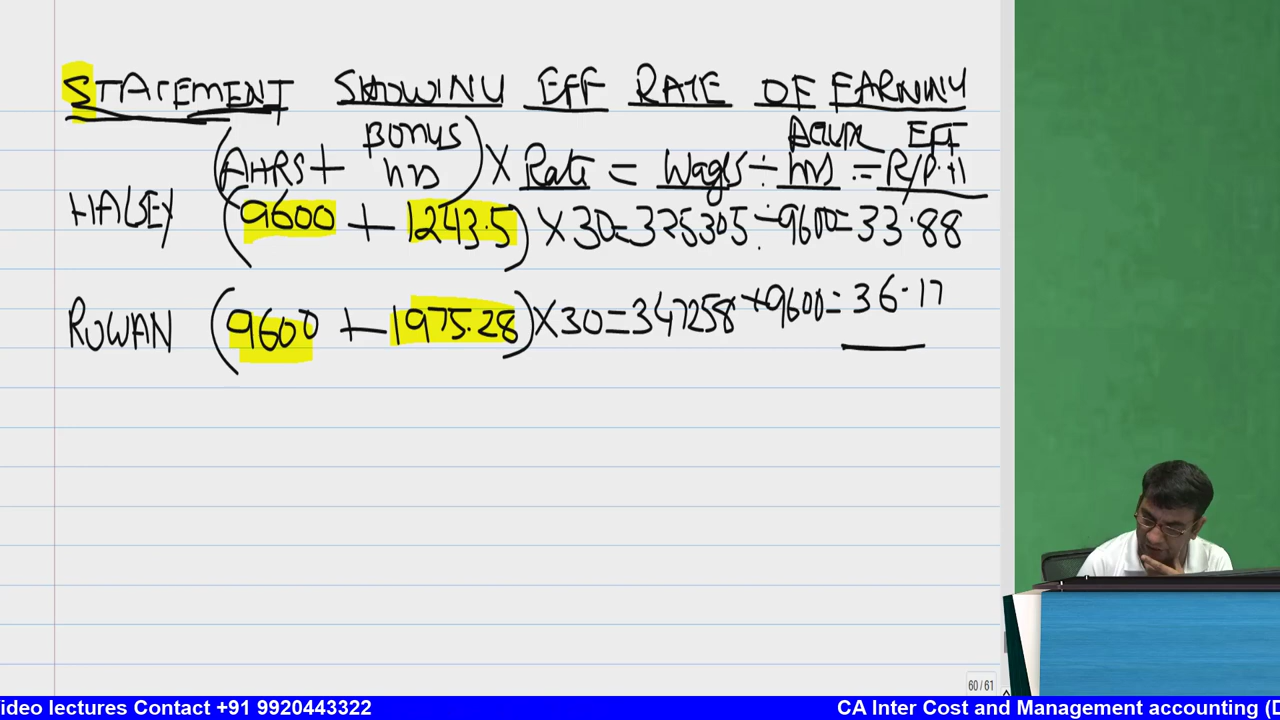 STATEMENT SHOWING EFF RATE OF EARNING
(AHRS + BONUS hrs) × Rate = Wages ÷ hrs = EFF R/P.H
HALSEY (9600 + 1243.5) × 30 = 325305 ÷ 9600 = 33.88
ROWAN (9600 + 1975.28) × 30 = 347258 ÷ 9600 = 36.17
60/61
ideo lectures Contact +91 9920443322
CA Inter Cost and Management accounting (D